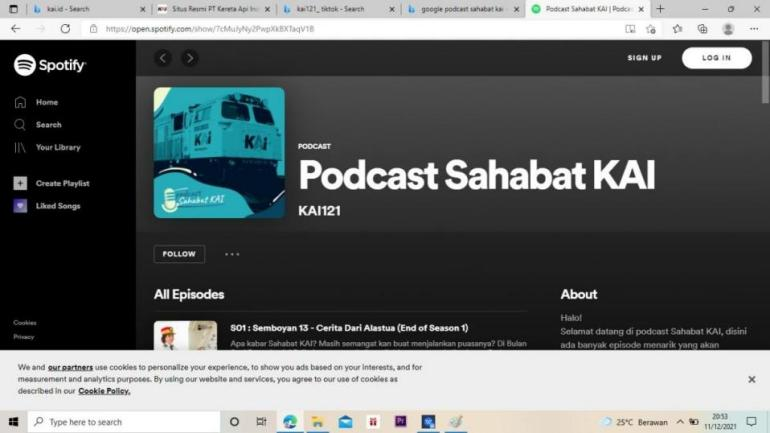 kai.id - Search
Situs Resmi PT Kereta Api Ind
kai121_ tiktok - Search
google podcast sahabat kai -
Podcast Sahabat KAI | Podcas
https://open.spotify.com/show/7cMuJyNy2PwpXkBXTaqV1B
Spotify
SIGN UP
LOG IN
Home
Search
Your Library
Create Playlist
Liked Songs
KAI
PODCAST
Sahabat KAI
PODCAST
Podcast Sahabat KAI
KAI121
FOLLOW
All Episodes
About
S01 : Semboyan 13 - Cerita Dari Alastua (End of Season 1)
Apa kabar Sahabat KAI? Masih semangat kan buat menjalankan puasanya? Di Bulan
Halo!
Selamat datang di podcast Sahabat KAI, disini
ada banyak episode menarik yang akan
Cookies
Privacy
We and our partners use cookies to personalize your experience, to show you ads based on your interests, and for
measurement and analytics purposes. By using our website and services, you agree to our use of cookies as
described in our Cookie Policy.
Type here to search
Pr
25°C Berawan
20:53
11/12/2021